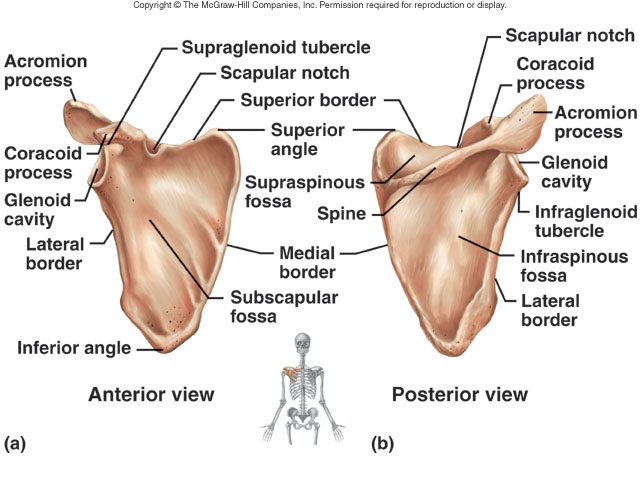 Copyright © The McGraw-Hill Companies, Inc. Permission required for reproduction or display.
Acromion
process
Supraglenoid tubercle
Scapular notch
Superior border
Superior
angle
Coracoid
process
Glenoid
cavity
Lateral
border
Supraspinous
fossa
Spine
Medial
border
Subscapular
fossa
Inferior angle
Scapular notch
Coracoid
process
Acromion
process
Glenoid
cavity
Infraglenoid
tubercle
Infraspinous
fossa
Lateral
border
Anterior view
Posterior view
(a)
(b)